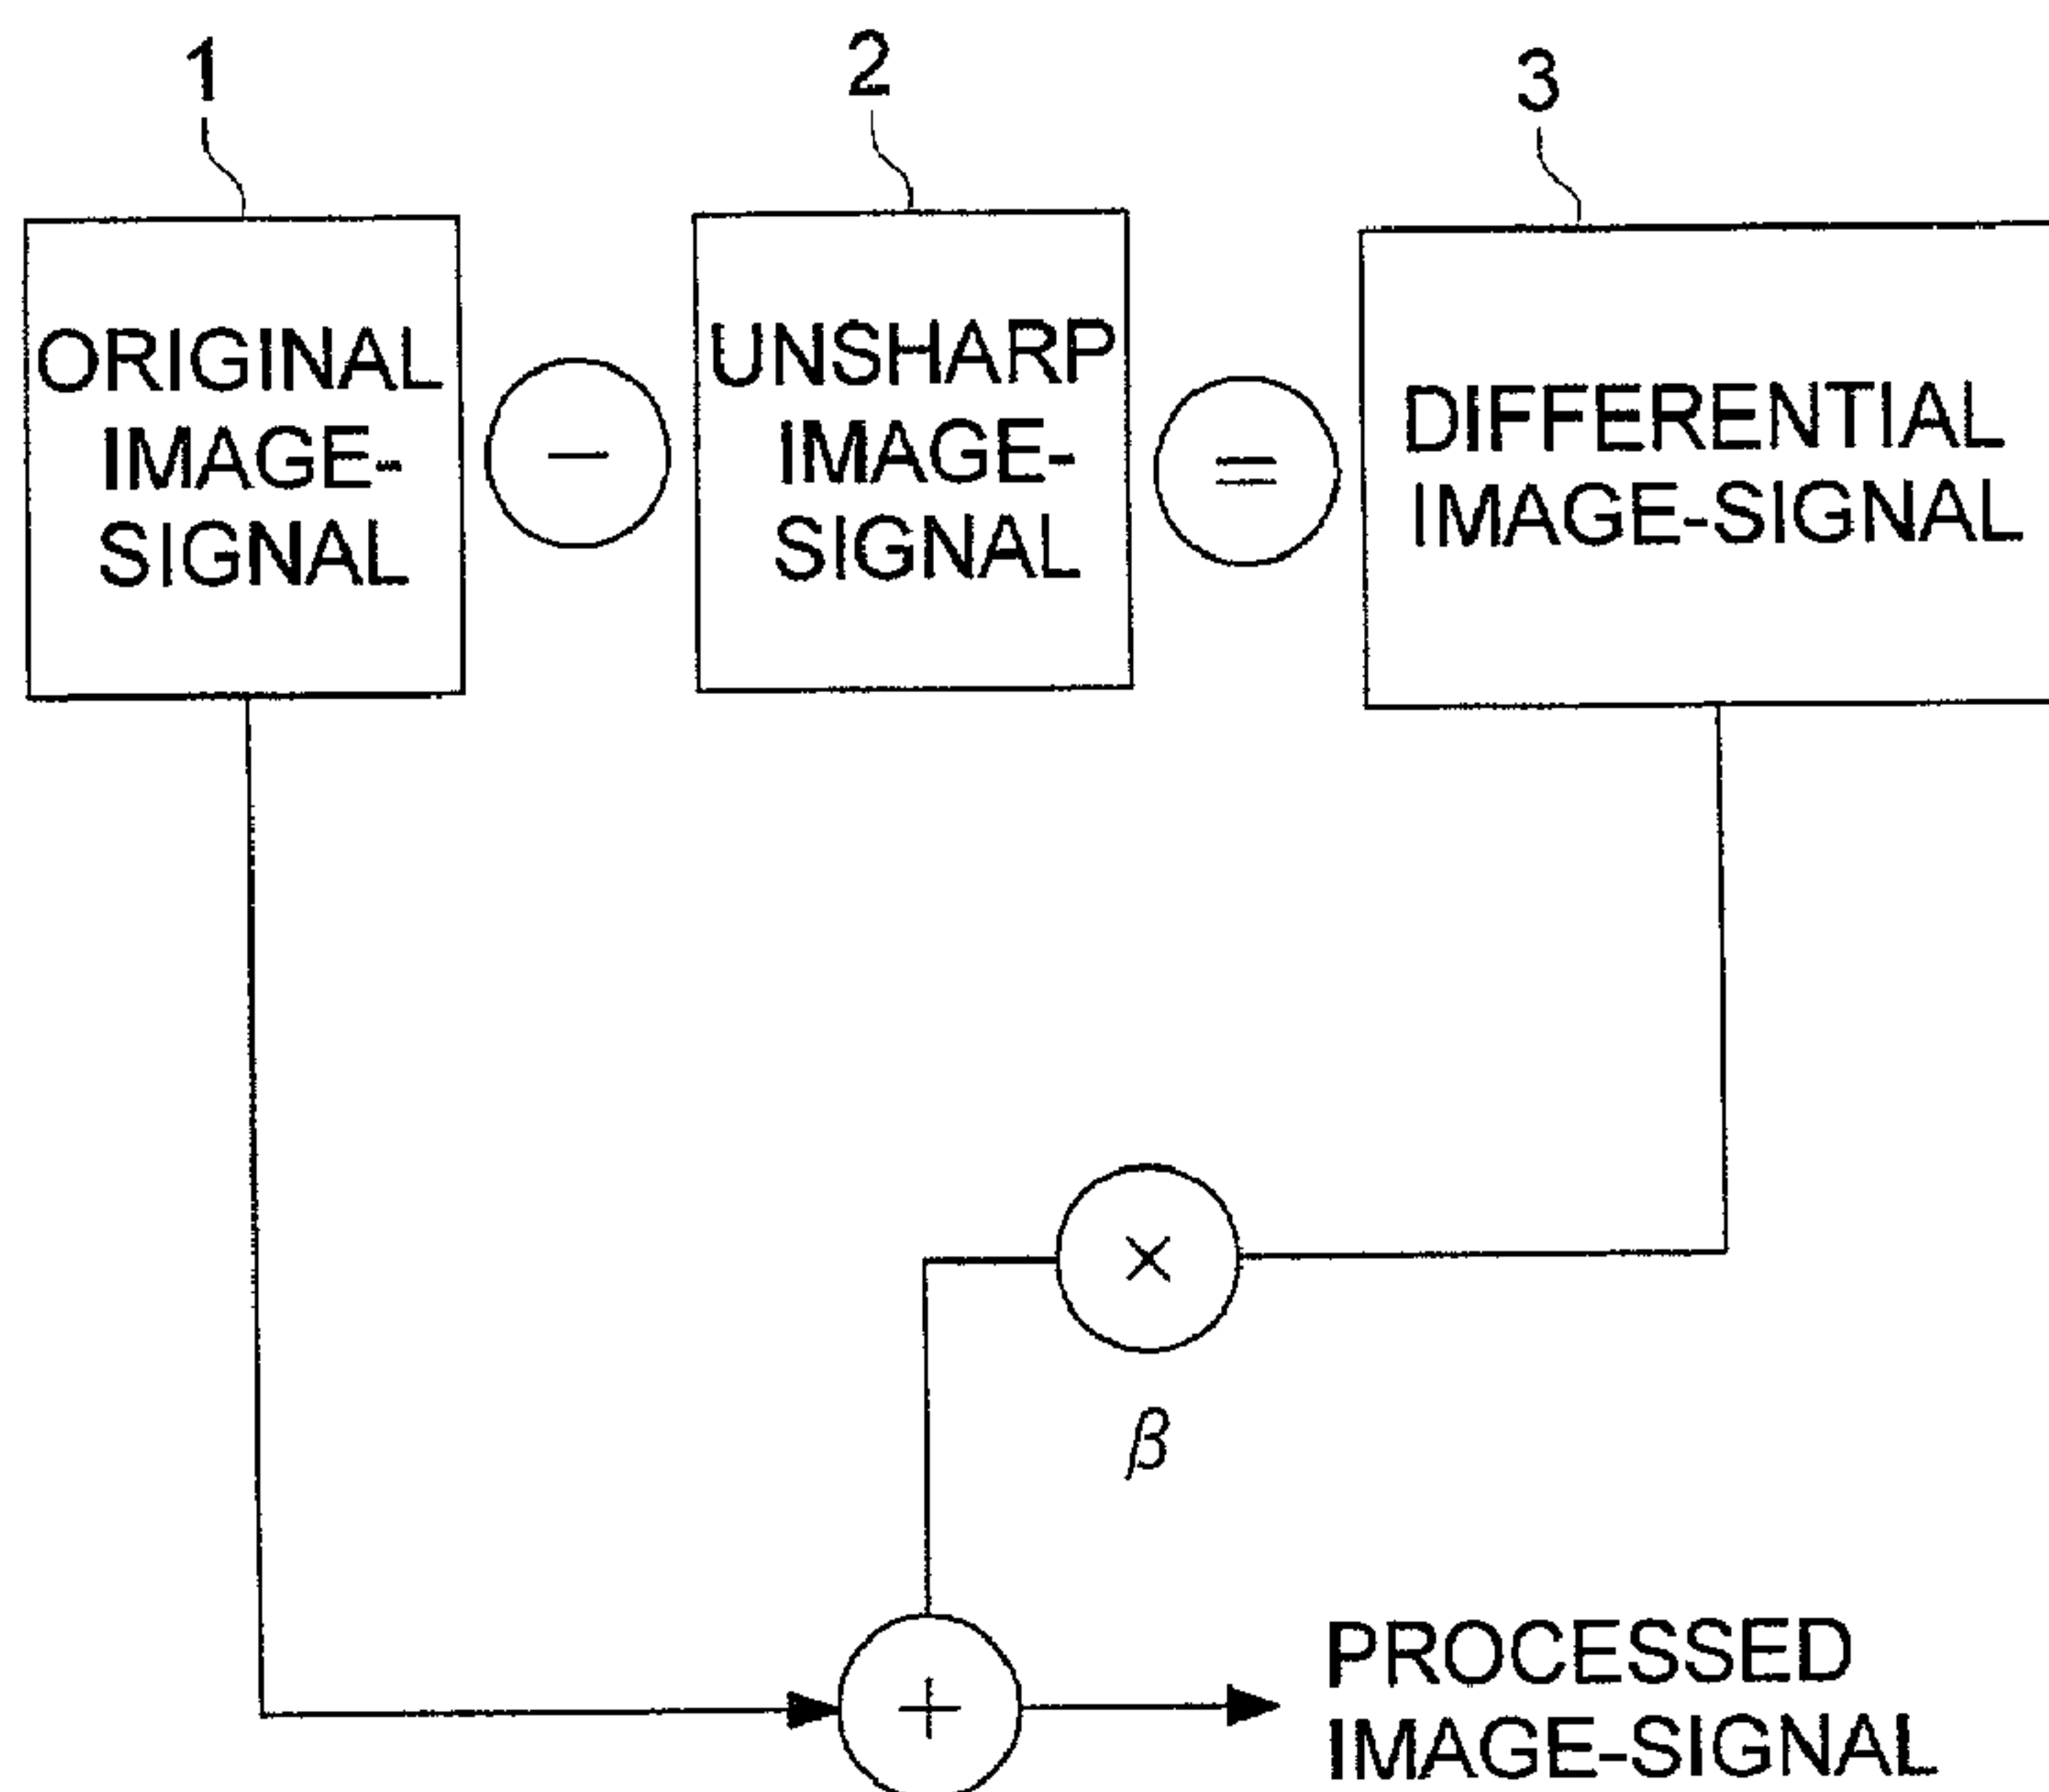 1
2
3
ORIGINAL
IMAGE-
SIGNAL
−
UNSHARP
IMAGE-
SIGNAL
=
DIFFERENTIAL
IMAGE-SIGNAL
×
β
+
PROCESSED
IMAGE-SIGNAL